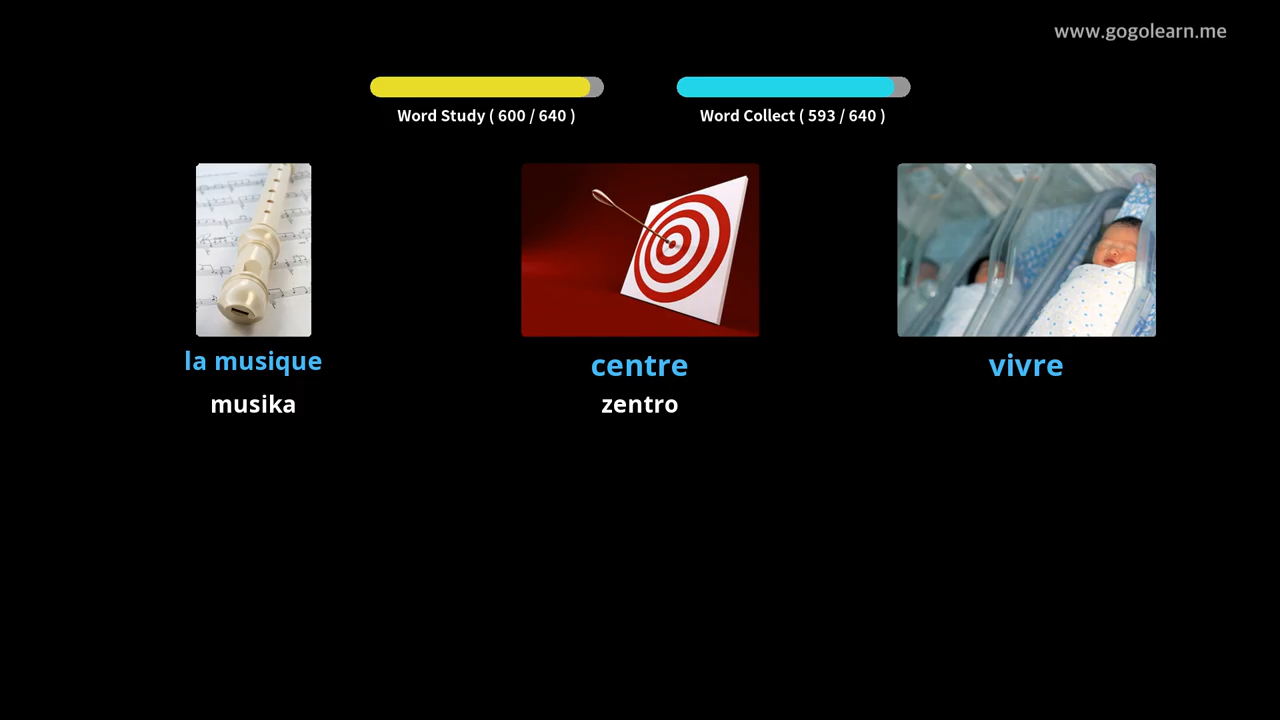 www.gogolearn.me
Word Study ( 600 / 640 )
Word Collect ( 593 / 640 )
la musique
centre
vivre
musika
zentro